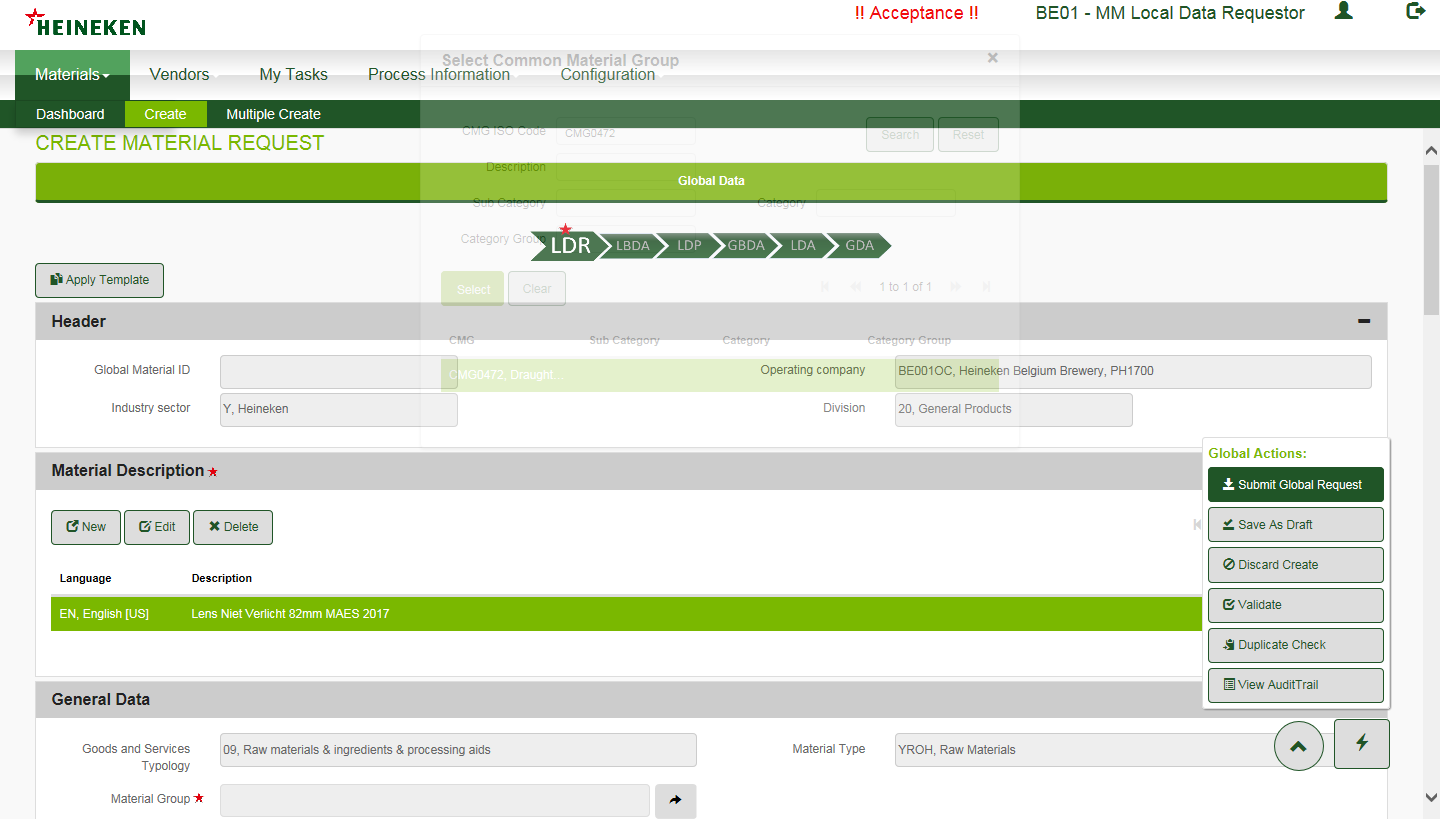 HEINEKEN
!! Acceptance !!
BE01 - MM Local Data Requestor
Select Common Material Group
Materials
Vendors
My Tasks
Process Information
Configuration
Dashboard
Create
Multiple Create
CMG ISO Code
CMG0472
Search
Reset
CREATE MATERIAL REQUEST
Description
Global Data
Sub Category
Category
Category Group
LDR
LBDA
LDP
GBDA
LDA
GDA
Apply Template
Select
Clear
1 to 1 of 1
Header
CMG
Sub Category
Category
Category Group
Global Material ID
CMG0472, Draught...
Operating company
BE001OC, Heineken Belgium Brewery, PH1700
Industry sector
Y, Heineken
Division
20, General Products
Material Description
Global Actions:
Submit Global Request
New
Edit
Delete
Save As Draft
Discard Create
Language
Description
Validate
EN, English [US]
Lens Niet Verlicht 82mm MAES 2017
Duplicate Check
View AuditTrail
General Data
Goods and Services
Typology
09, Raw materials & ingredients & processing aids
Material Type
YROH, Raw Materials
Material Group